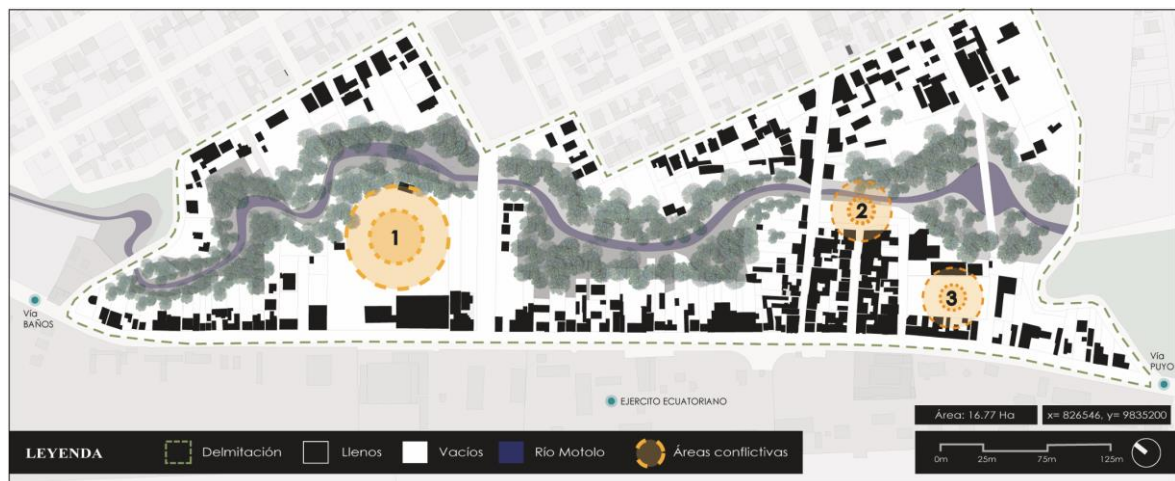 1
2
3
Vía
BAÑOS
Vía
PUYO
EJERCITO ECUATORIANO
Área: 16.77 Ha
x= 826546, y= 9835200
LEYENDA
Delmitación
Llenos
Vacíos
Río Motolo
Áreas conflictivas
0m 25m 75m 125m